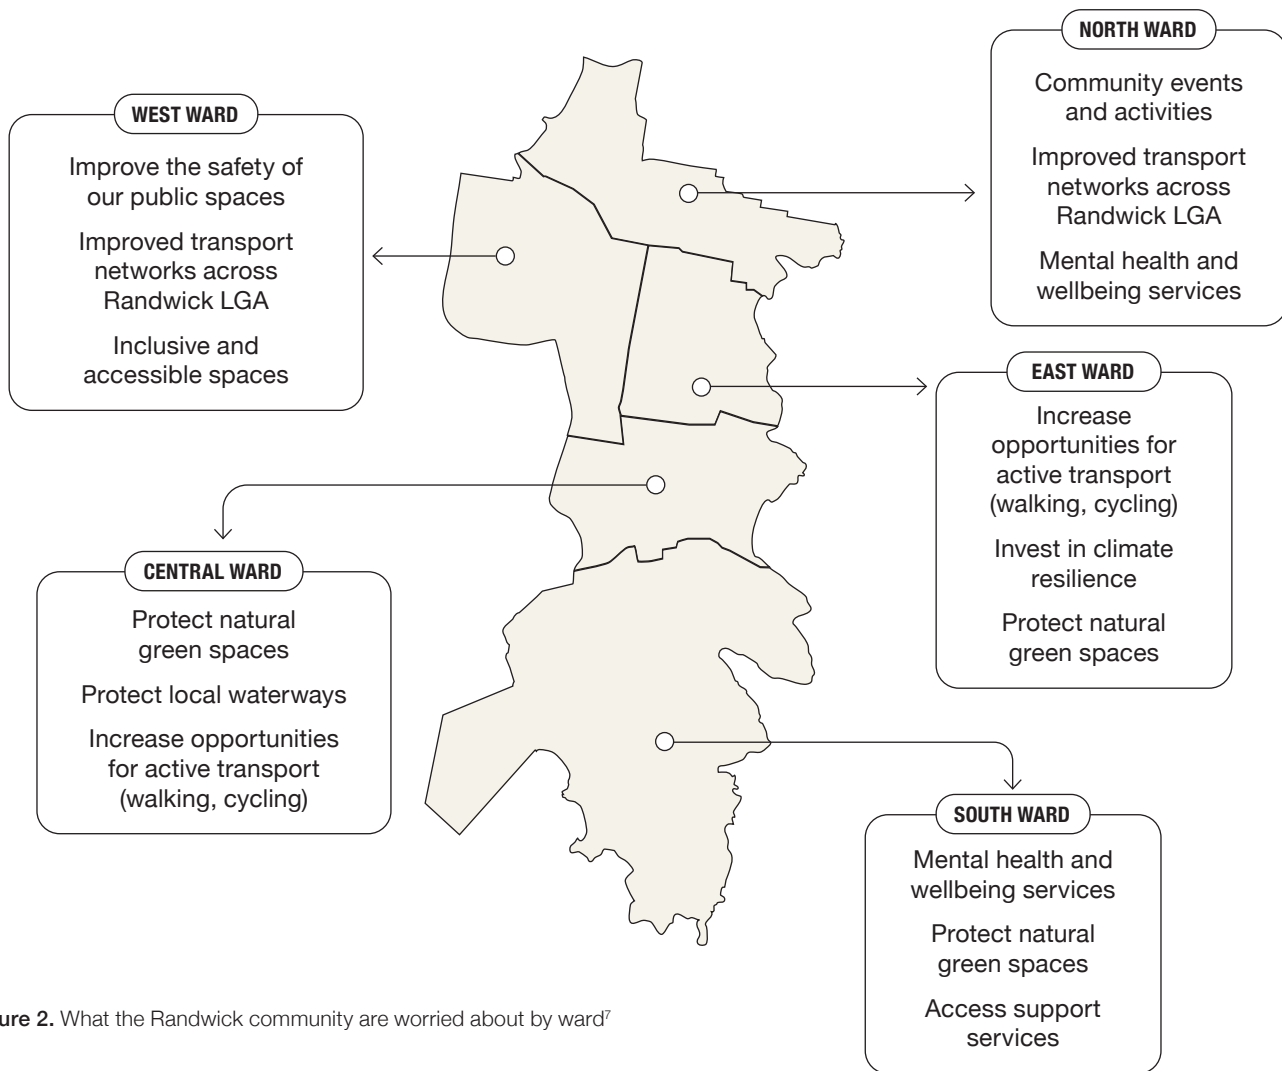 NORTH WARD
Community events
and activities
Improved transport
networks across
Randwick LGA
Mental health and
wellbeing services
WEST WARD
Improve the safety of
our public spaces
Improved transport
networks across
Randwick LGA
Inclusive and
accessible spaces
EAST WARD
Increase
opportunities for
active transport
(walking, cycling)
Invest in climate
resilience
Protect natural
green spaces
CENTRAL WARD
Protect natural
green spaces
Protect local waterways
Increase opportunities
for active transport
(walking, cycling)
SOUTH WARD
Mental health and
wellbeing services
Protect natural
green spaces
Access support
services
ure 2. What the Randwick community are worried about by ward⁷